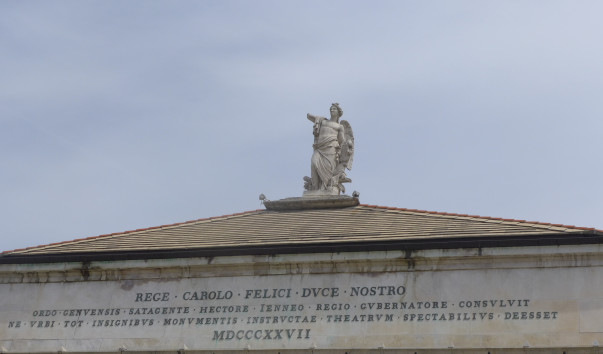 REGE · CAROLO · FELICI · DVCE · NOSTRO
ORDO · GENVENSIS · SATAGENTE · HECTORE · IENNEO · REGIO · GVBERNATORE · CONSVLVIT
NE · VRBI · TOT · INSIGNIBVS · MONVMENTIS · INSTRVCTAE · THEATRVM · SPECTABILIVS · DEESSET
MDCCCXXVII